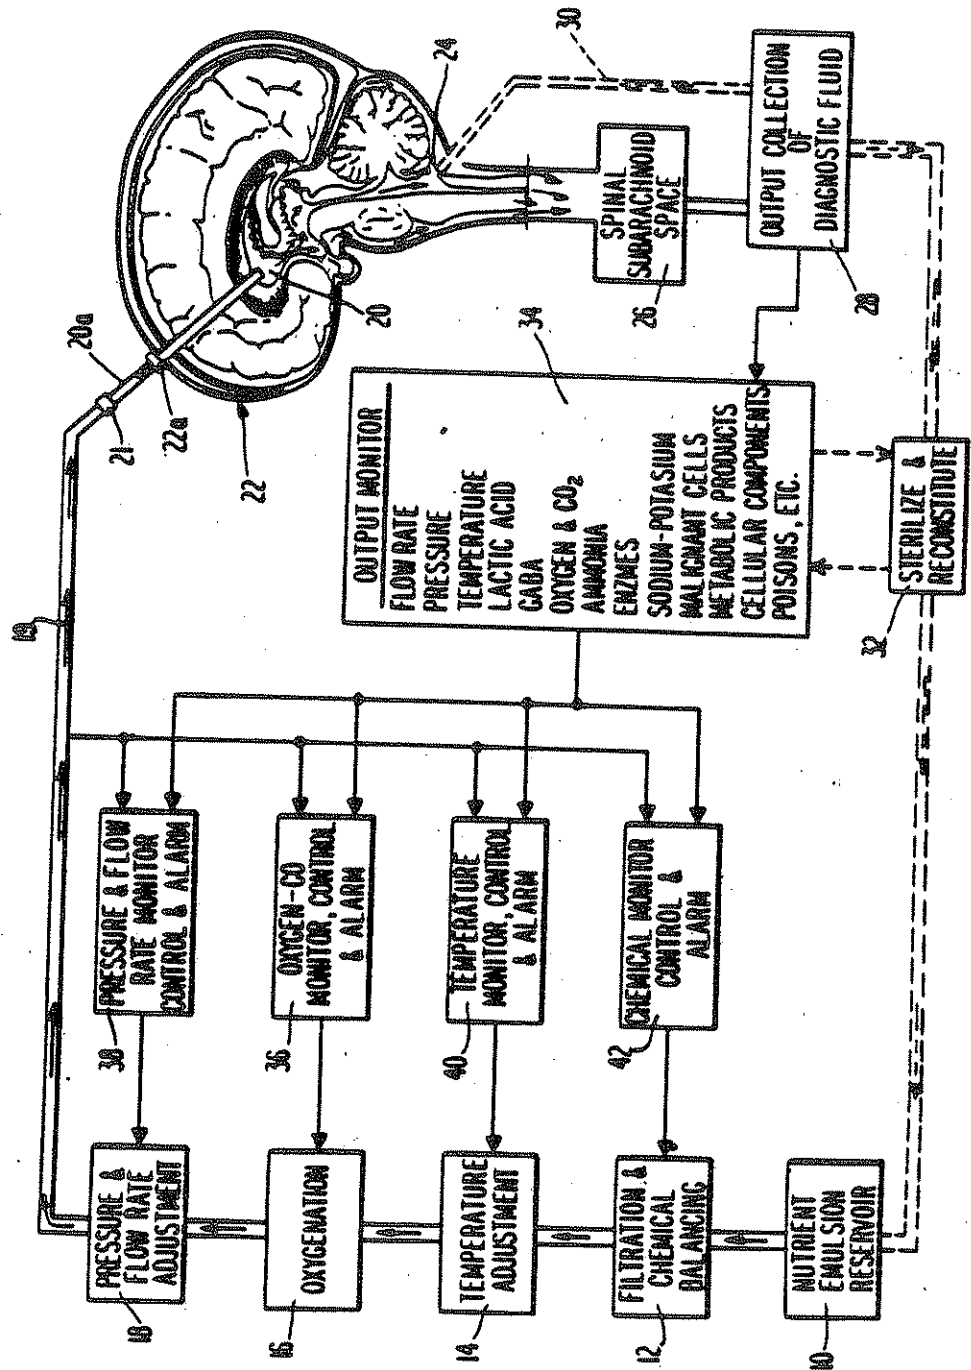 19
20a
21
22a
22
20
24
30
SPINAL
SUBARACHNOID
SPACE
26
OUTPUT COLLECTION
OF
DIAGNOSTIC FLUID
28
34
OUTPUT MONITOR
FLOW RATE
PRESSURE
TEMPERATURE
LACTIC ACID
GABA
OXYGEN & CO2
AMMONIA
ENZMES
SODIUM-POTASIUM
MALIGNANT CELLS
METABOLIC PRODUCTS
CELLULAR COMPONENTS
POISONS, ETC.
STERILIZE &
RECONSTITUTE
32
PRESSURE & FLOW
RATE MONITOR
CONTROL & ALARM
38
OXYGEN-CO
MONITOR, CONTROL
& ALARM
36
TEMPERATURE
MONITOR, CONTROL
& ALARM
40
CHEMICAL MONITOR
CONTROL &
ALARM
42
PRESSURE &
FLOW RATE
ADJUSTMENT
18
OXYGENATION
16
TEMPERATURE
ADJUSTMENT
14
FILTRATION &
CHEMICAL
BALANCING
12
NUTRIENT
EMULSION
RESERVOR
10